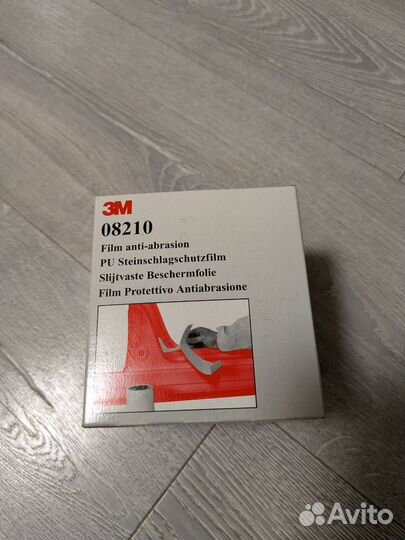 3M
08210
Film anti-abrasion
PU Steinschlagschutzfilm
Slijtvaste Beschermfolie
Film Protettivo Antiabrasione
Avito